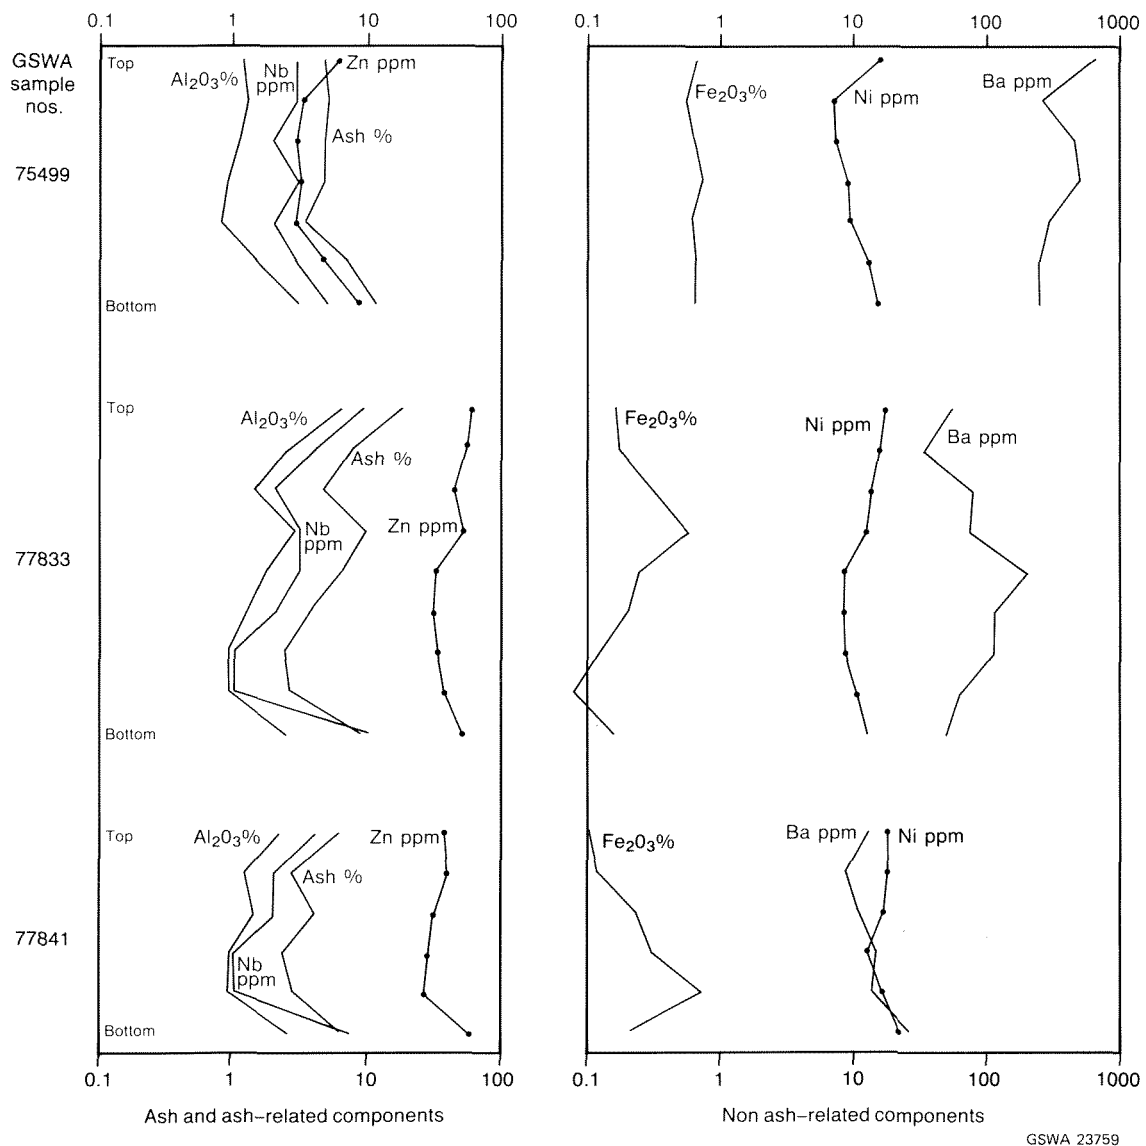 0.1 1 10 100 0.1 1 10 100 1000
GSWA
sample
nos.
Top
Al₂O₃%
Nb
ppm
Zn ppm
Ash %
Fe₂O₃%
Ni ppm
Ba ppm
75499
Bottom
Top
Al₂O₃%
Ash %
Nb
ppm
Zn ppm
Fe₂O₃%
Ni ppm
Ba ppm
77833
Bottom
Top
Al₂O₃%
Zn ppm
Ash %
Nb
ppm
Fe₂O₃%
Ba ppm
Ni ppm
77841
Bottom
0.1 1 10 100 0.1 1 10 100 1000
Ash and ash–related components
Non ash–related components
GSWA 23759